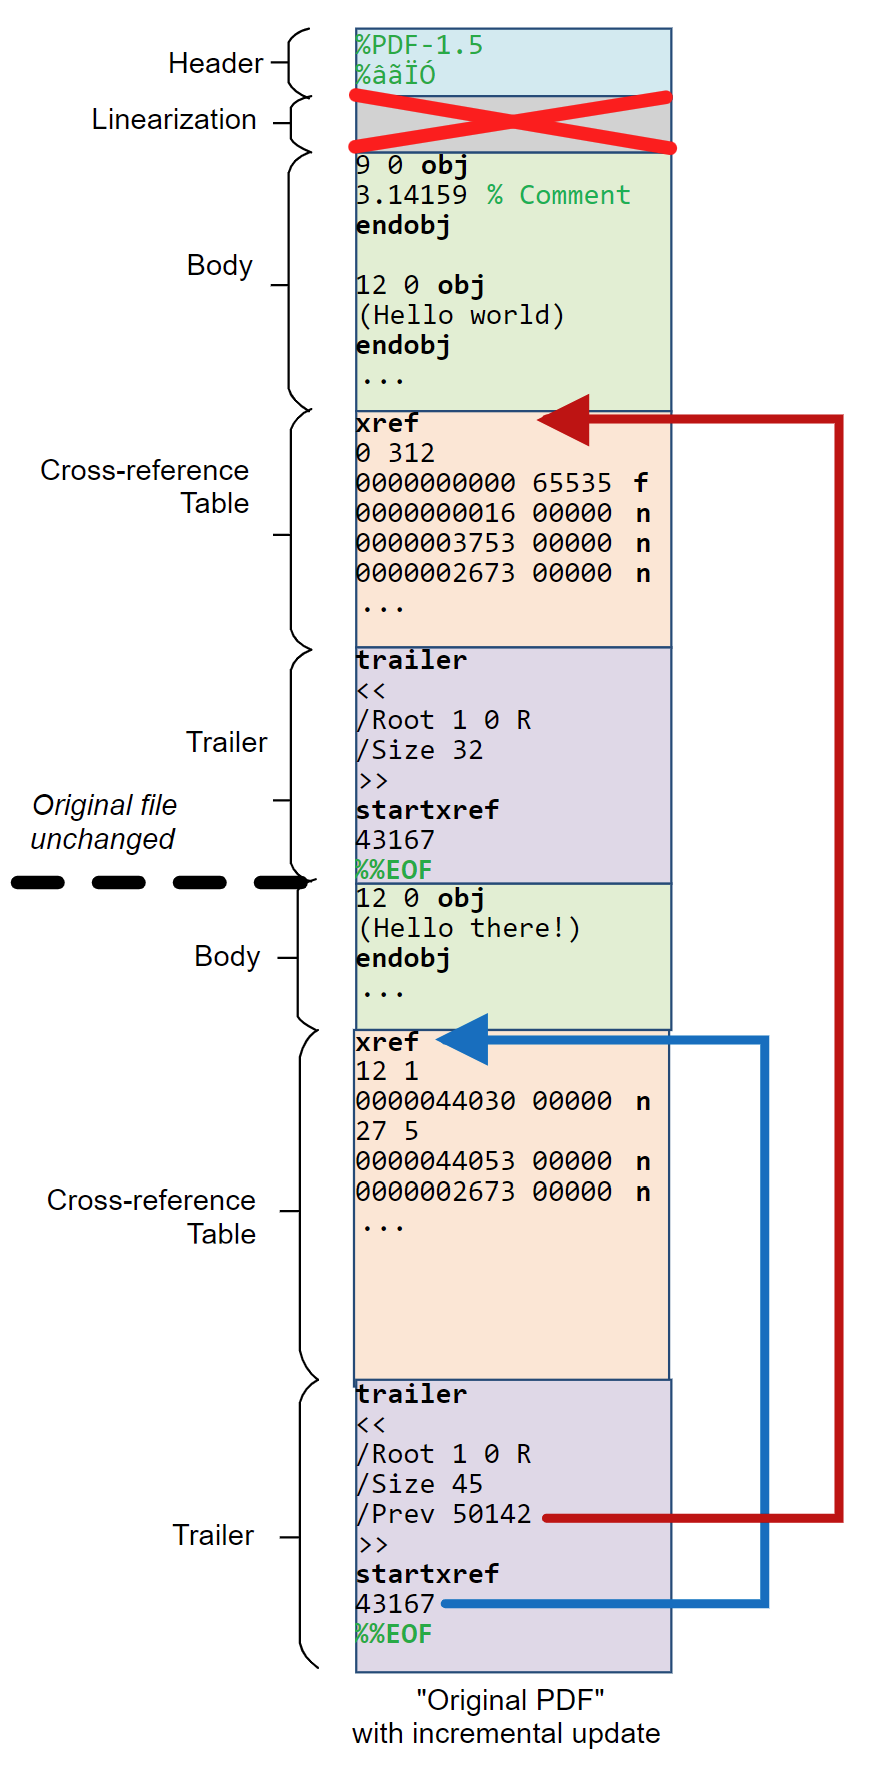 Header
%PDF-1.5
%âãÏÓ
Linearization
Body
9 0 obj
3.14159 % Comment
endobj
12 0 obj
(Hello world)
endobj
...
Cross-reference
Table
xref
0 312
0000000000 65535 f
0000000016 00000 n
0000003753 00000 n
0000002673 00000 n
...
Trailer
trailer
<<
/Root 1 0 R
/Size 32
>>
startxref
43167
%%EOF
Original file
unchanged
Body
12 0 obj
(Hello there!)
endobj
...
Cross-reference
Table
xref
12 1
0000044030 00000 n
27 5
0000044053 00000 n
0000002673 00000 n
...
Trailer
trailer
<<
/Root 1 0 R
/Size 45
/Prev 50142
>>
startxref
43167
%%EOF
"Original PDF"
with incremental update